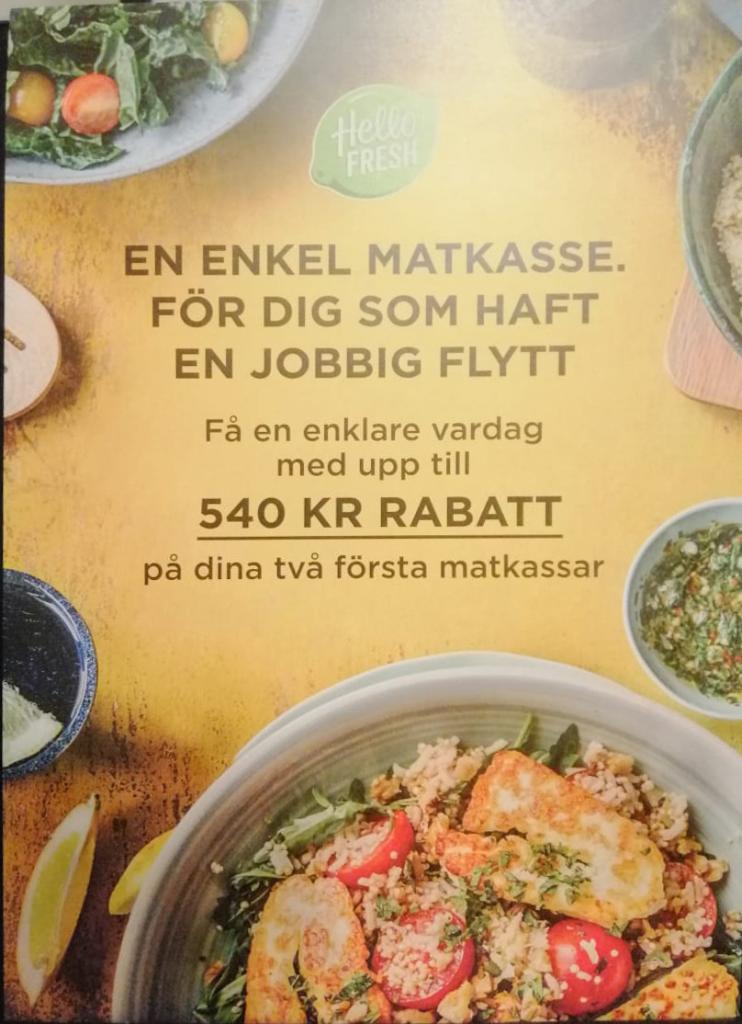 Hello
FRESH
EN ENKEL MATKASSE.
FÖR DIG SOM HAFT
EN JOBBIG FLYTT
Få en enklare vardag
med upp till
540 KR RABATT
på dina två första matkassar